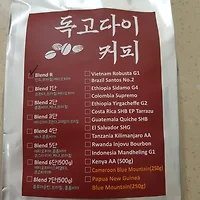 독고다이
커피
Blend R
Blend 1단
Blend 2단
Blend 3단
Blend 4단
Blend 5단
Blend 6단(500g)
Blend 7단(500g)
Vietnam Robusta G1
Brazil Santos No.2
Ethiopia Sidamo G4
Colombia Supremo
Ethiopia Yirgacheffe G2
Costa Rica SHB EP Tarrazu
Guatemala Quiche SHB
El Salvador SHG
Tanzania Kilimanjaro AA
Rwanda Injovu Bourbon
Indonesia Mandheling G1
Kenya AA (500g)
Cameroon Blue Mountain(250g)
Papua New Guinea
Blue Mountain(250g)